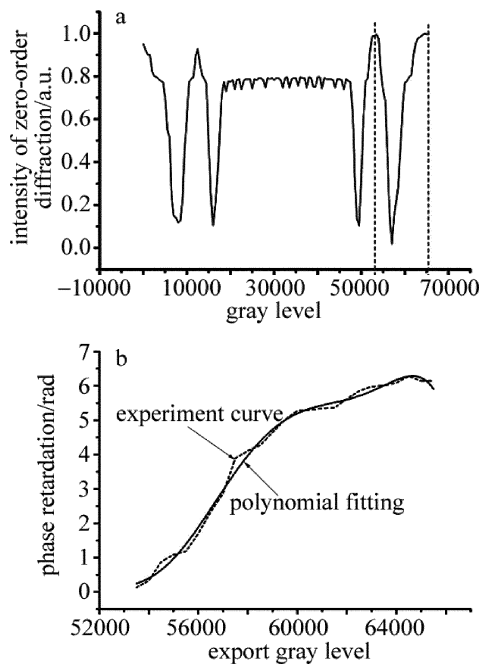 a
intensity of zero-order
diffraction/a.u.
1.0
0.8
0.6
0.4
0.2
0.0
−10000 10000 30000 50000 70000
gray level
b
phase retardation/rad
7
6
5
4
3
2
1
0
experiment curve
polynomial fitting
52000 56000 60000 64000
export gray level